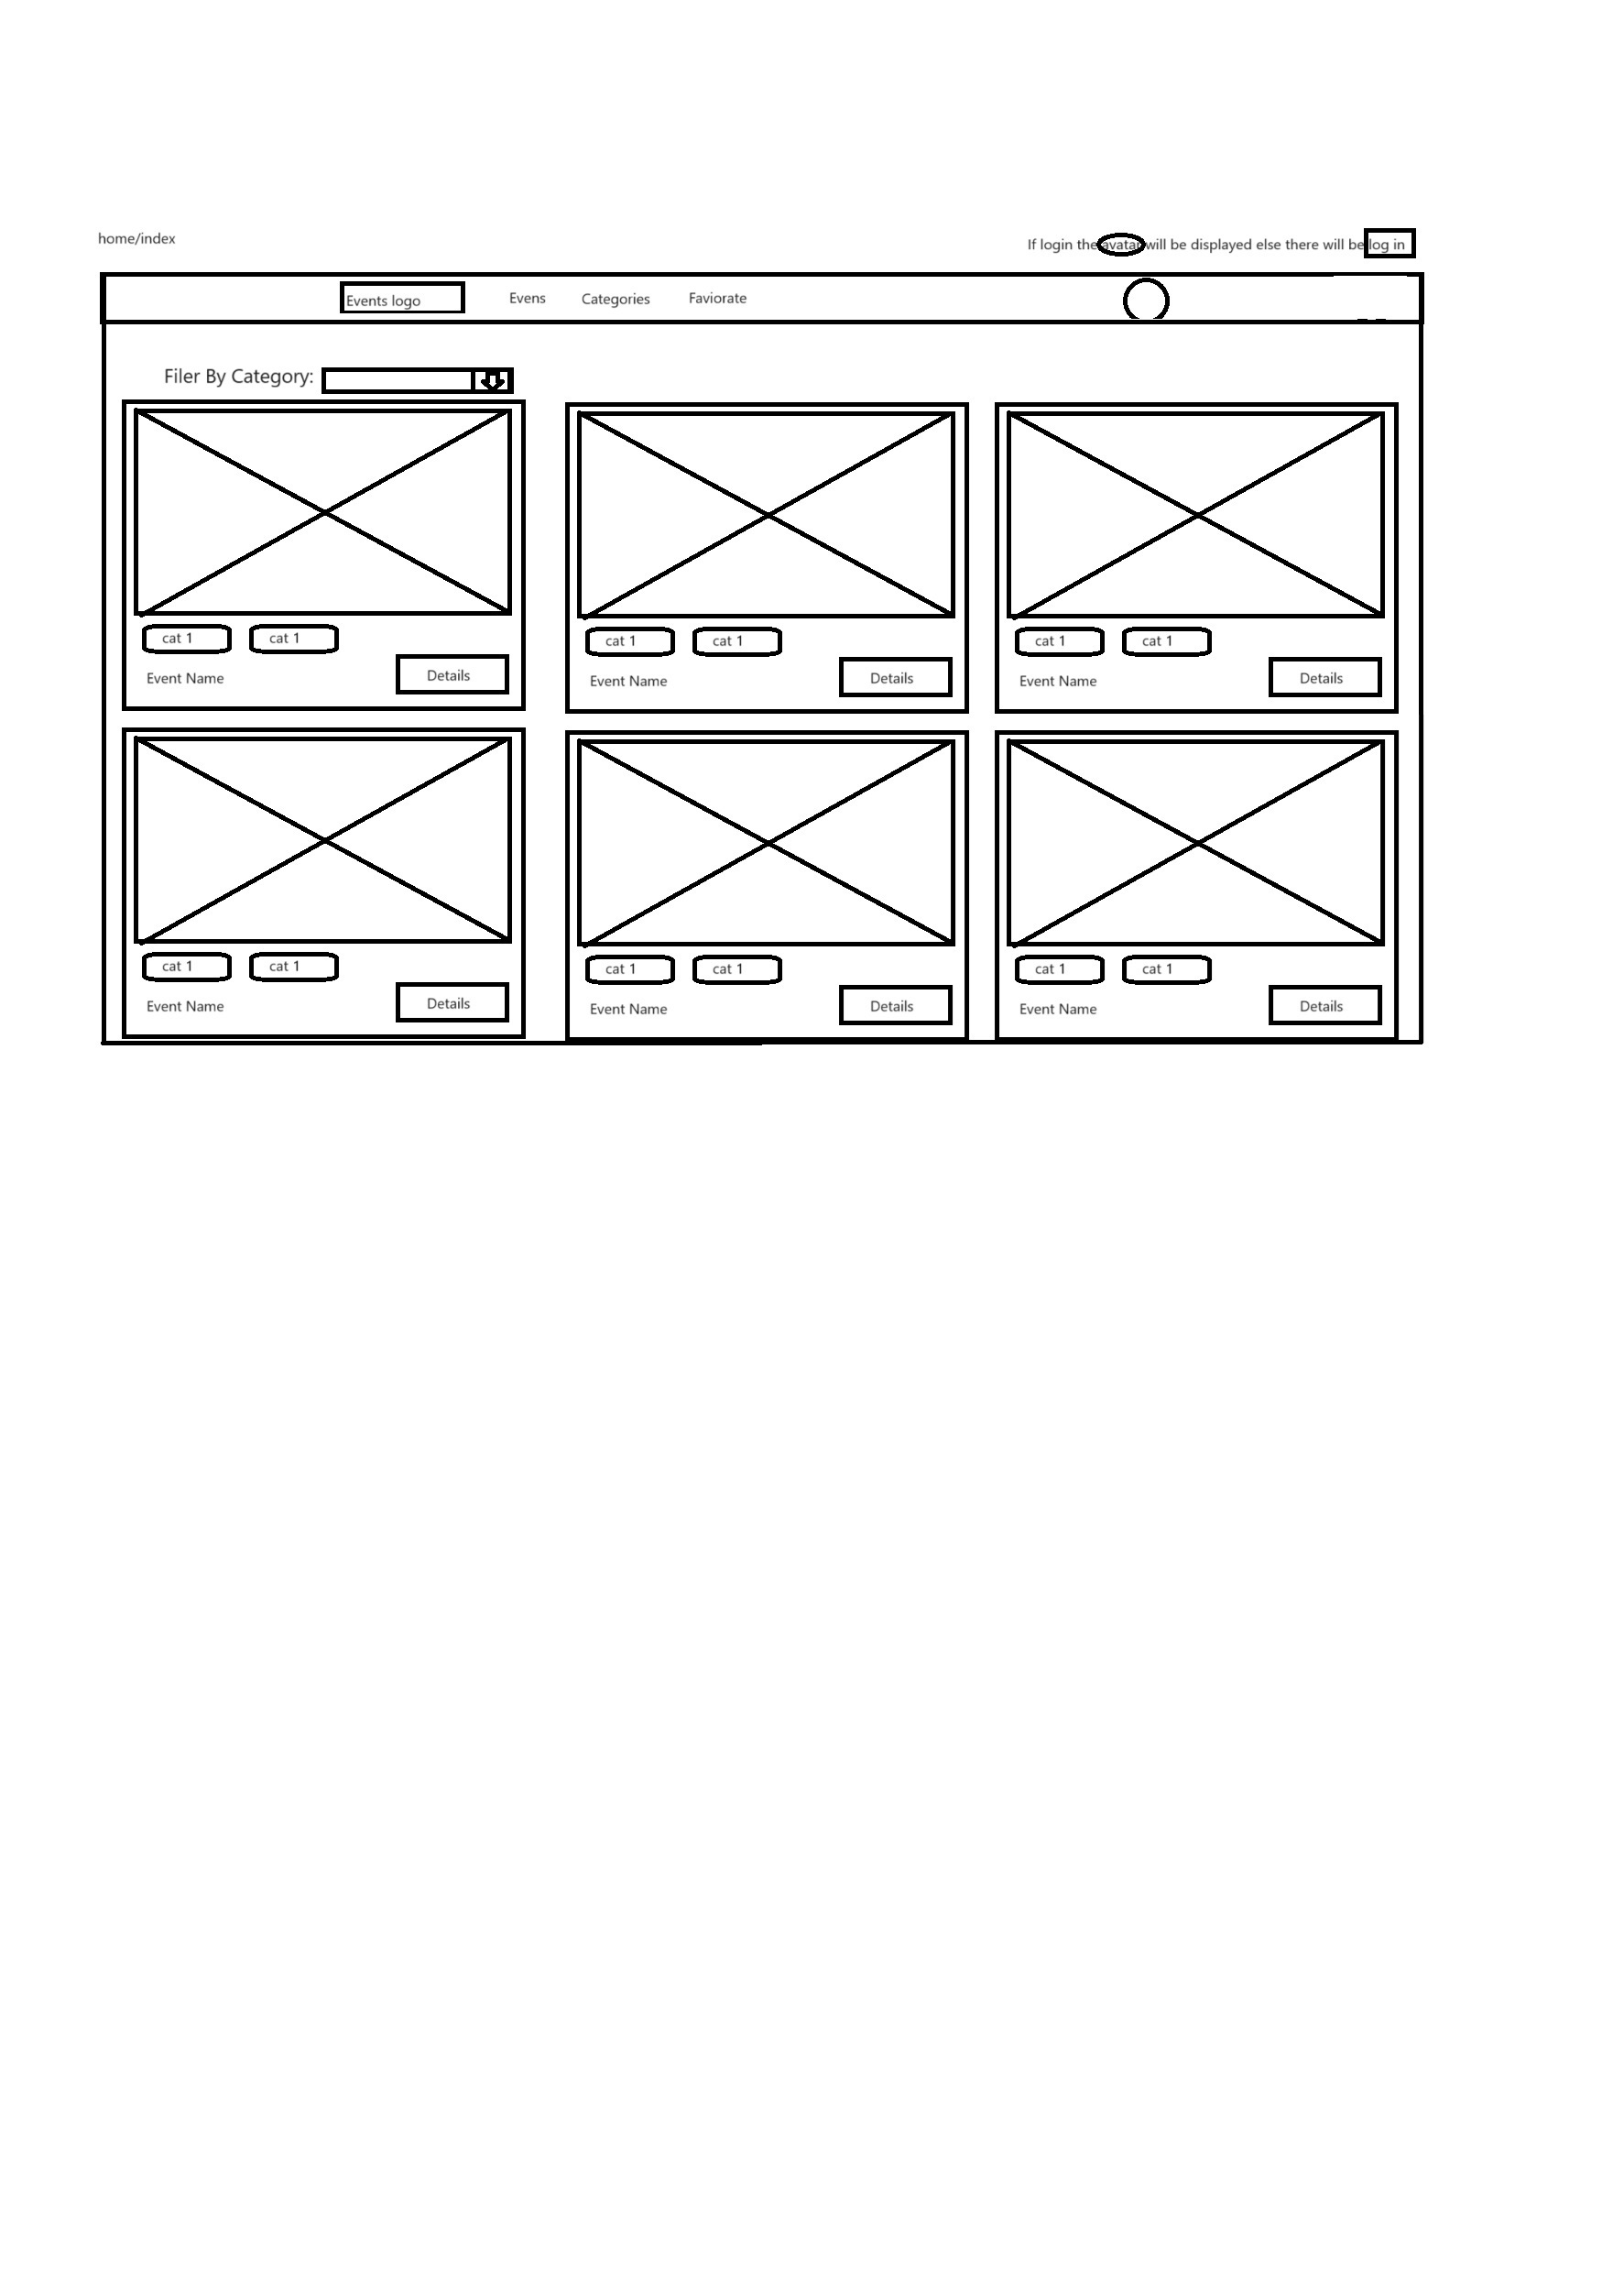 home/index
If login the avatar will be displayed else there will be log in
Events logo Evens Categories Faviorate
Filer By Category:
cat 1 cat 1 cat 1 cat 1 cat 1 cat 1
Event Name Details Event Name Details Event Name Details
cat 1 cat 1 cat 1 cat 1 cat 1 cat 1
Event Name Details Event Name Details Event Name Details